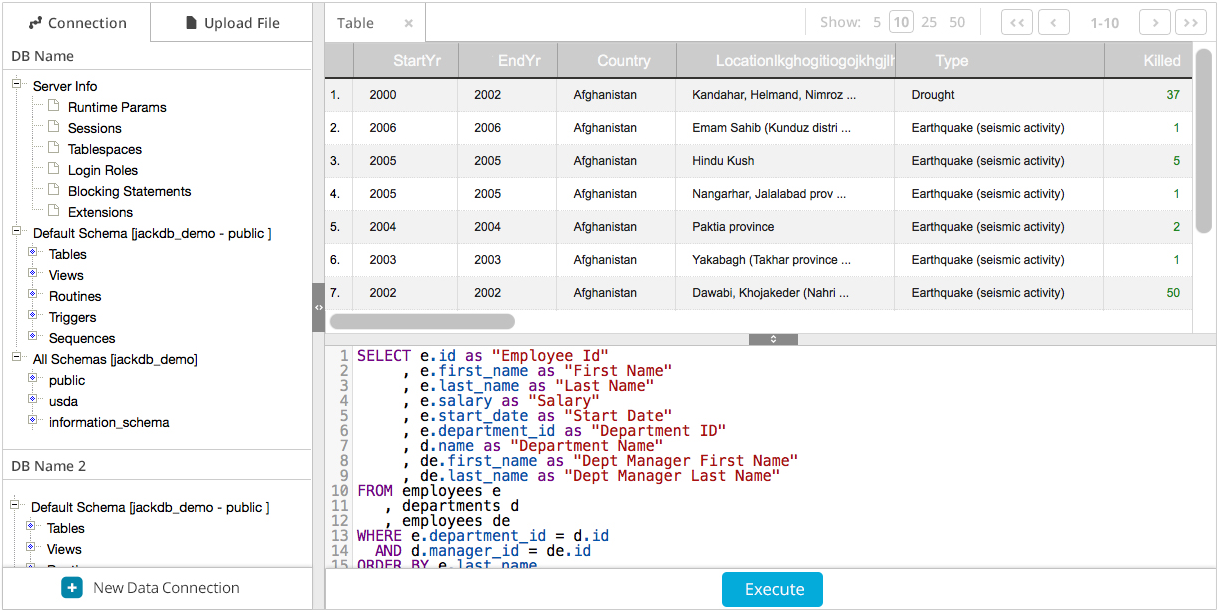 Connection
Upload File
DB Name
Server Info
Runtime Params
Sessions
Tablespaces
Login Roles
Blocking Statements
Extensions
Default Schema [jackdb_demo - public ]
Tables
Views
Routines
Triggers
Sequences
All Schemas [jackdb_demo]
public
usda
information_schema
DB Name 2
Default Schema [jackdb_demo - public ]
Tables
Views
New Data Connection
Table ×
Show: 5 10 25 50 << < 1-10 > >>
StartYr EndYr Country Locationlkghogitiogojkhgjlh Type Killed
1. 2000 2002 Afghanistan Kandahar, Helmand, Nimroz ... Drought 37
2. 2006 2006 Afghanistan Emam Sahib (Kunduz distri ... Earthquake (seismic activity) 1
3. 2005 2005 Afghanistan Hindu Kush Earthquake (seismic activity) 5
4. 2005 2005 Afghanistan Nangarhar, Jalalabad prov ... Earthquake (seismic activity) 1
5. 2004 2004 Afghanistan Paktia province Earthquake (seismic activity) 2
6. 2003 2003 Afghanistan Yakabagh (Takhar province ... Earthquake (seismic activity) 1
7. 2002 2002 Afghanistan Dawabi, Khojakeder (Nahri ... Earthquake (seismic activity) 50
1 SELECT e.id as "Employee Id"
2 , e.first_name as "First Name"
3 , e.last_name as "Last Name"
4 , e.salary as "Salary"
5 , e.start_date as "Start Date"
6 , e.department_id as "Department ID"
7 , d.name as "Department Name"
8 , de.first_name as "Dept Manager First Name"
9 , de.last_name as "Dept Manager Last Name"
10 FROM employees e
11 , departments d
12 , employees de
13 WHERE e.department_id = d.id
14 AND d.manager_id = de.id
15 ORDER BY e.last_name
Execute